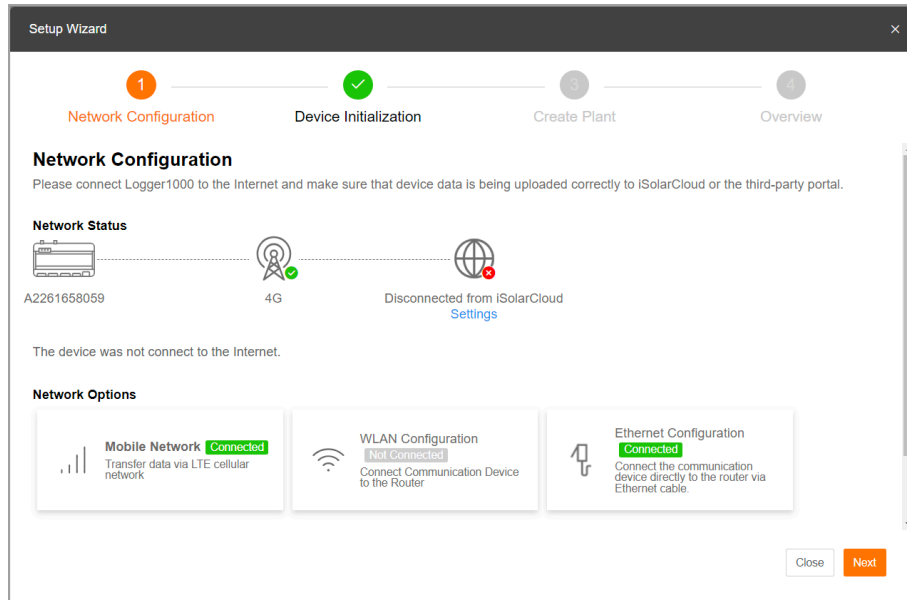 Setup Wizard
1
3
4
Network Configuration
Device Initialization
Create Plant
Overview
Network Configuration
Please connect Logger1000 to the Internet and make sure that device data is being uploaded correctly to iSolarCloud or the third-party portal.
Network Status
A2261658059
4G
Disconnected from iSolarCloud
Settings
The device was not connect to the Internet.
Network Options
Mobile Network Connected
Transfer data via LTE cellular
network
WLAN Configuration
Not Connected
Connect Communication Device
to the Router
Ethernet Configuration
Connected
Connect the communication
device directly to the router via
Ethernet cable.
Close
Next